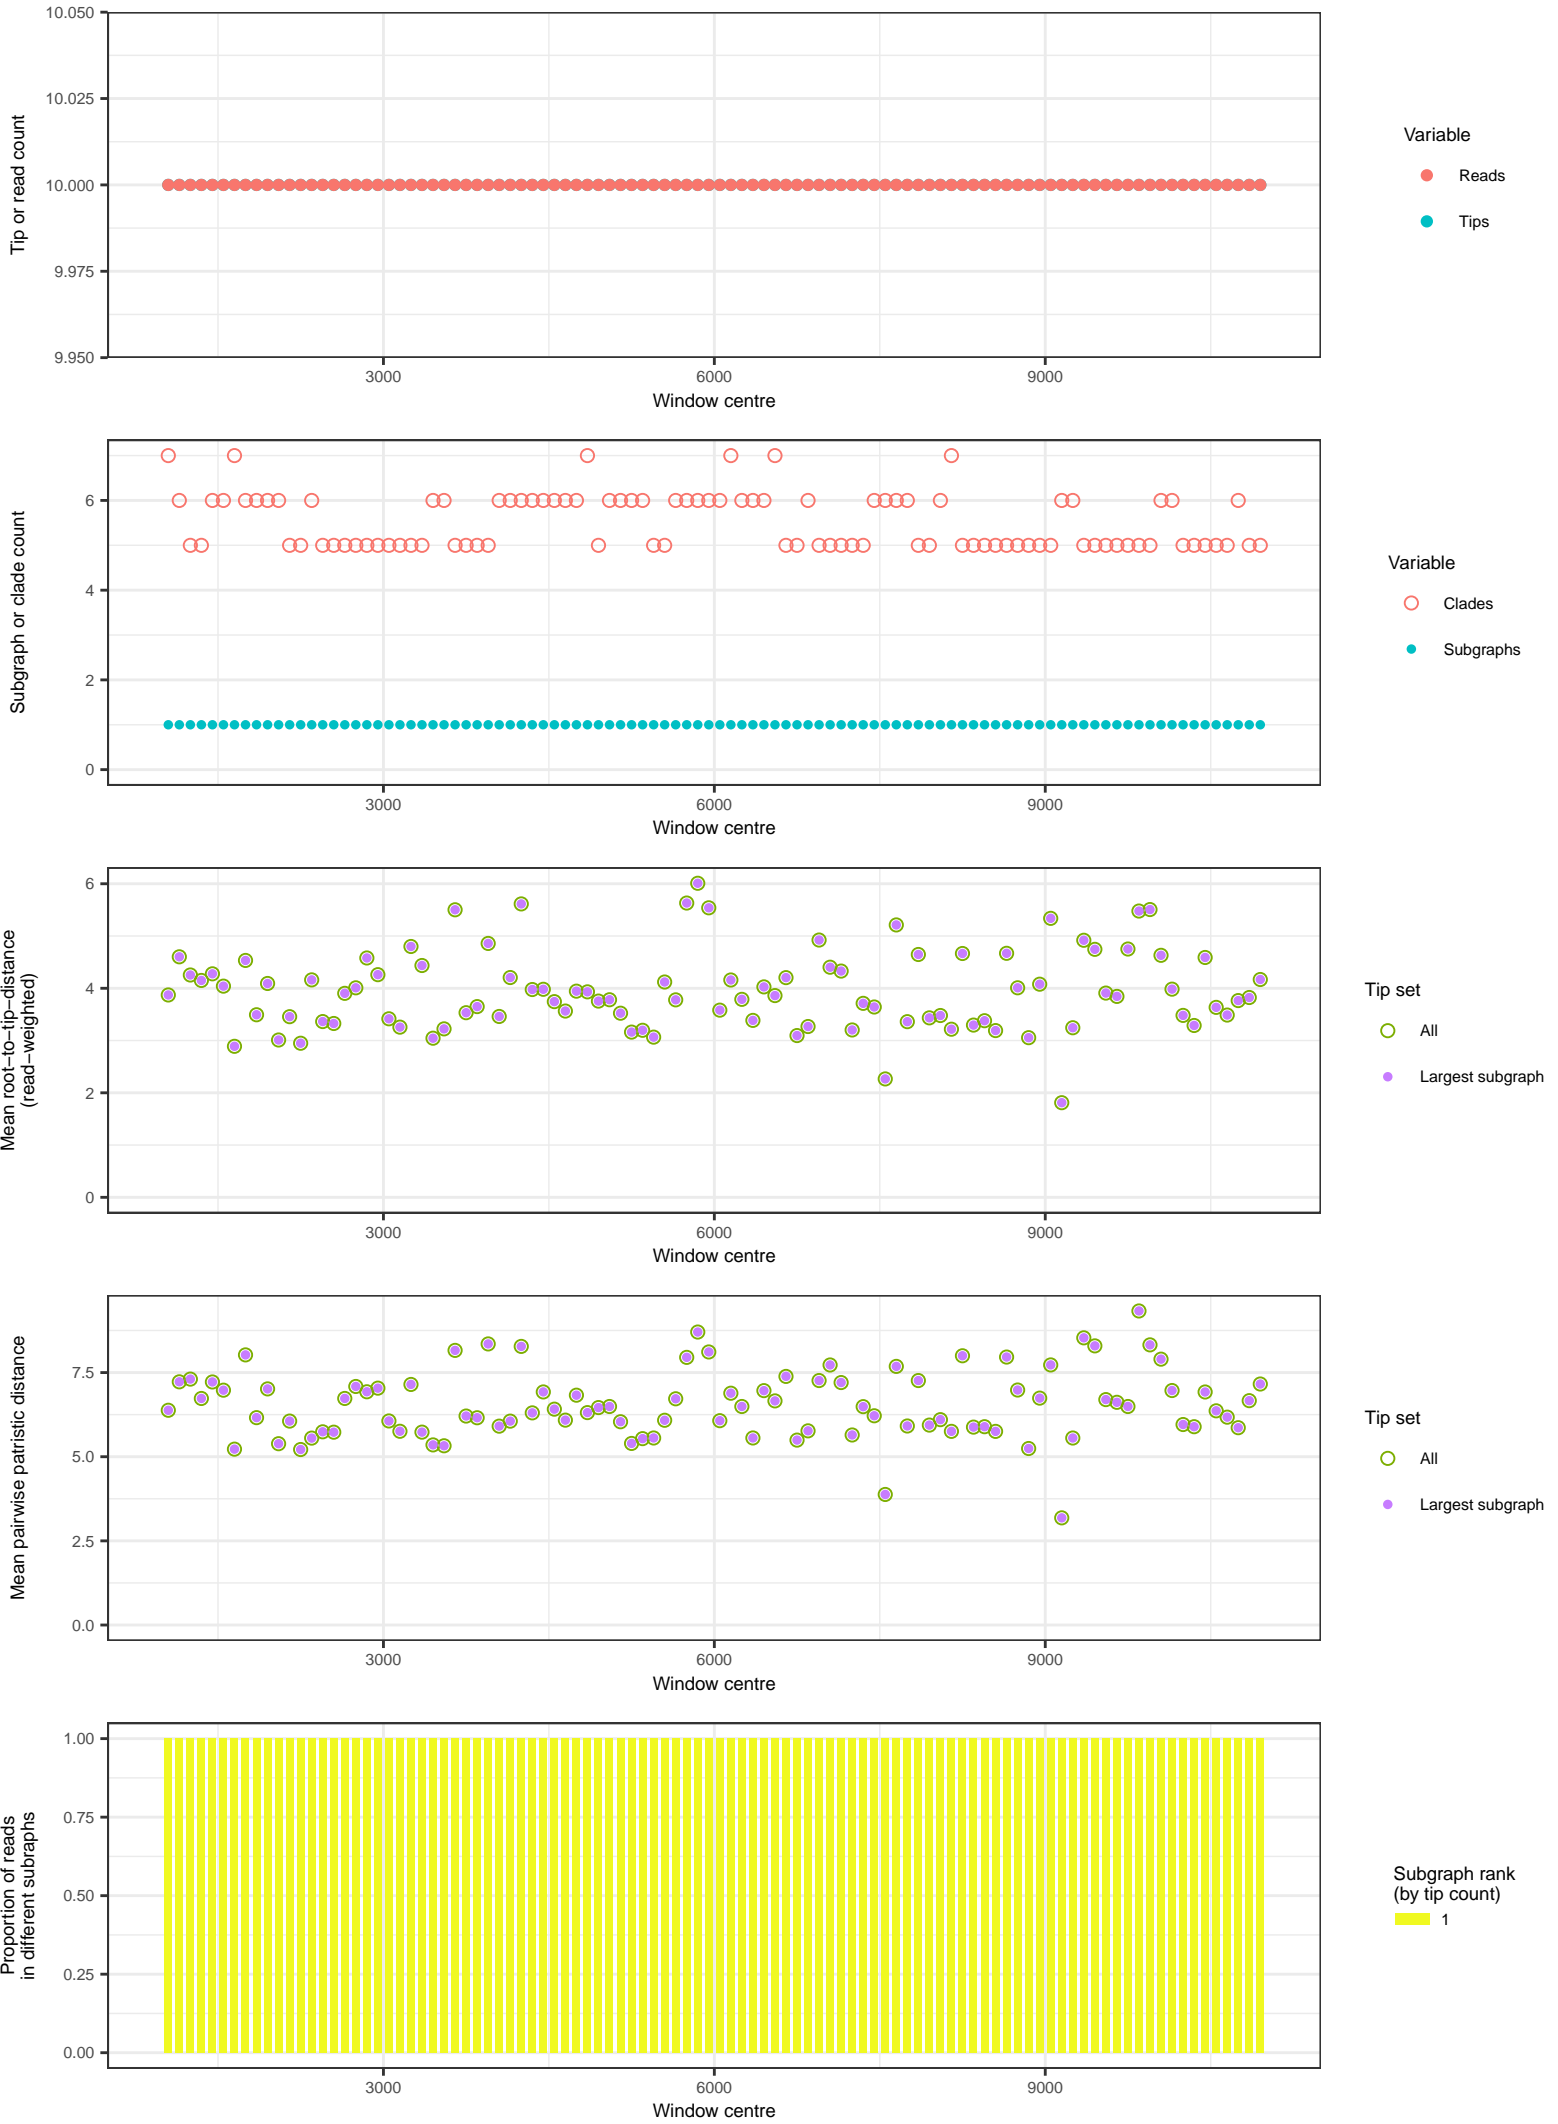 10.050
10.025
10.000
9.975
9.950
Tip or read count
3000 6000 9000
Window centre
Variable
Reads
Tips
6
4
2
0
Subgraph or clade count
3000 6000 9000
Window centre
Variable
Clades
Subgraphs
6
4
2
0
Mean root−to−tip−distance
(read−weighted)
3000 6000 9000
Window centre
Tip set
All
Largest subgraph
7.5
5.0
2.5
0.0
Mean pairwise patristic distance
3000 6000 9000
Window centre
Tip set
All
Largest subgraph
1.00
0.75
0.50
0.25
0.00
Proportion of reads
in different subraphs
3000 6000 9000
Window centre
Subgraph rank
(by tip count)
1